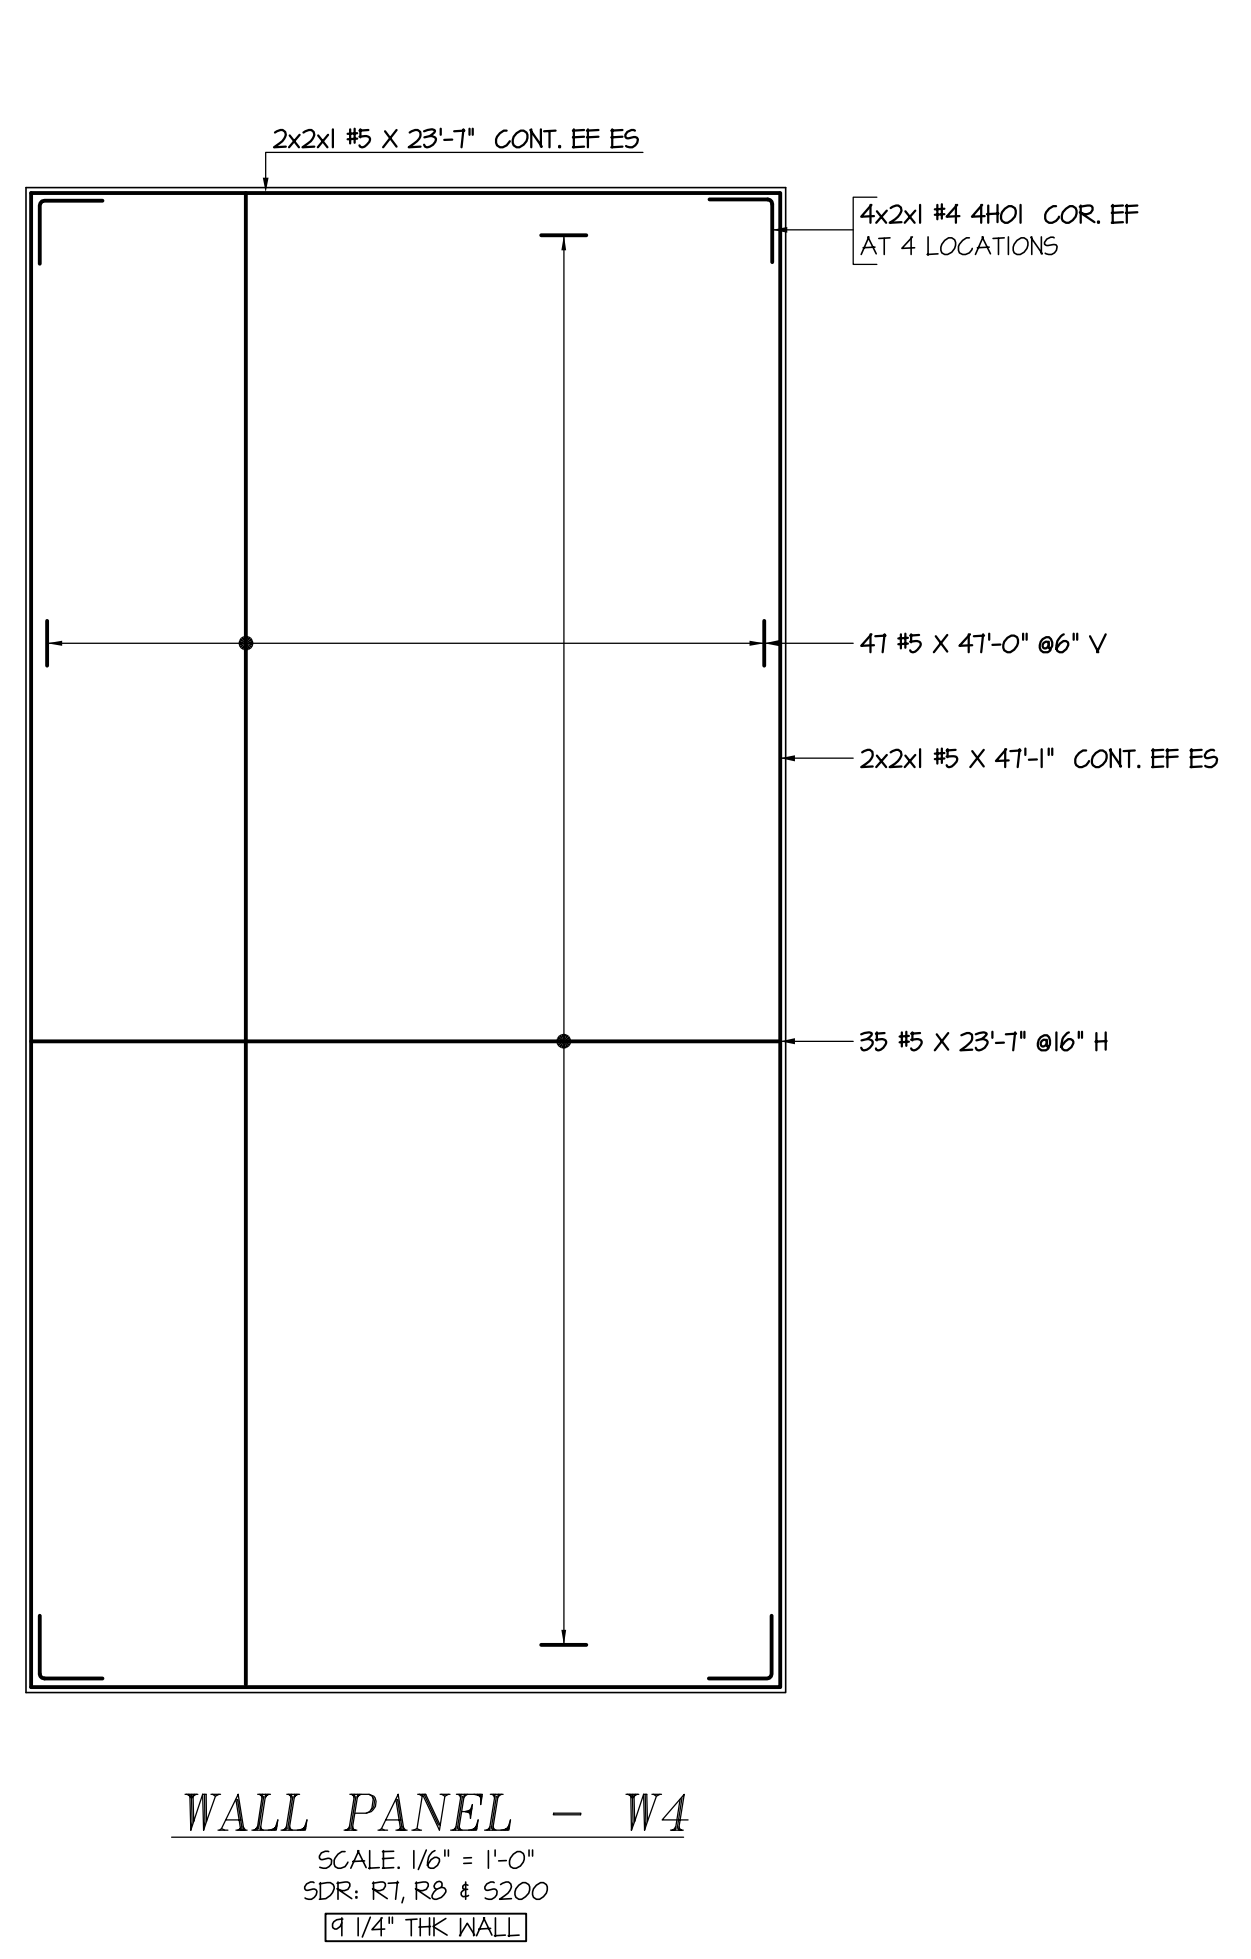 2x2x1 #5 X 23'-7" CONT. EF ES
4x2x1 #4 4H01 COR. EF
AT 4 LOCATIONS
47 #5 X 47'-0" @6" V
2x2x1 #5 X 47'-1" CONT. EF ES
35 #5 X 23'-7" @16" H
WALL PANEL - W4
SCALE. 1/6" = 1'-0"
SDR: R7, R8 & S200
9 1/4" THK WALL